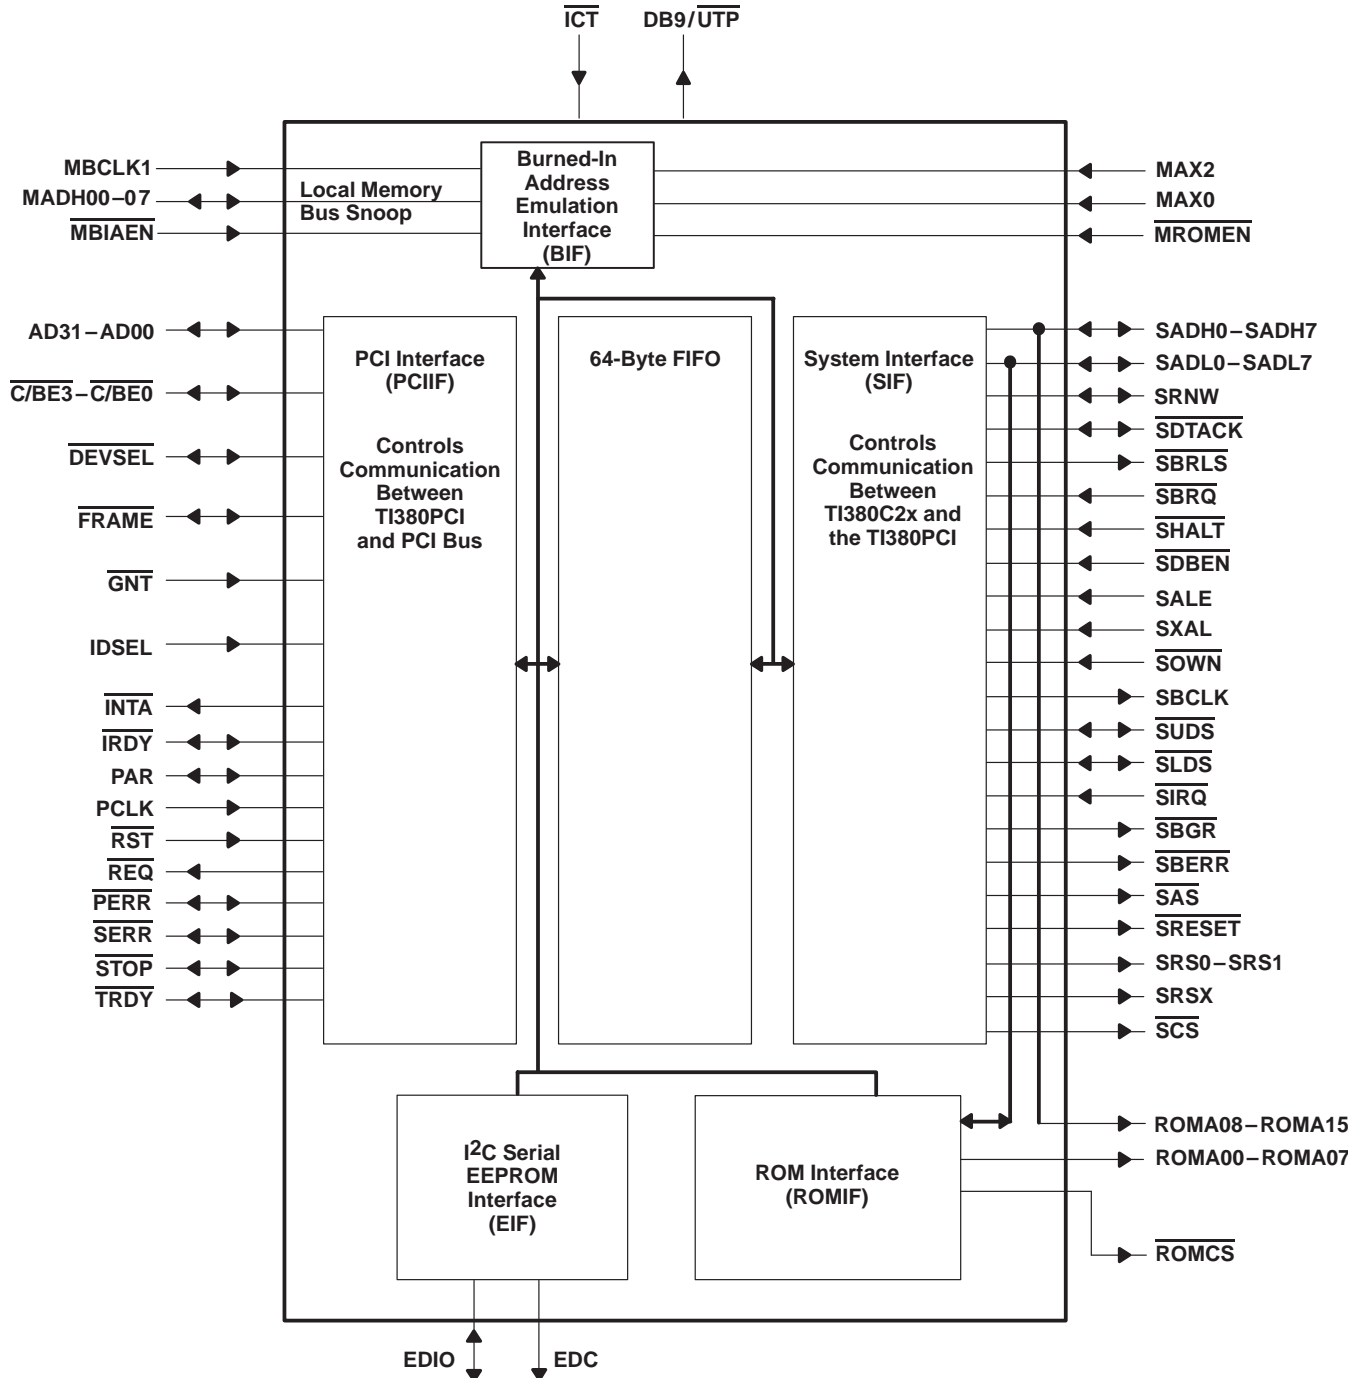 ICT DB9/UTP
MBCLK1
MADH00–07
MBIAEN
Local Memory
Bus Snoop
Burned-In
Address
Emulation
Interface
(BIF)
MAX2
MAX0
MROMEN
AD31–AD00
C/BE3–C/BE0
DEVSEL
FRAME
GNT
IDSEL
INTA
IRDY
PAR
PCLK
RST
REQ
PERR
SERR
STOP
TRDY
PCI Interface
(PCIIF)
Controls
Communication
Between
TI380PCI
and PCI Bus
64-Byte FIFO
System Interface
(SIF)
Controls
Communication
Between
TI380C2x and
the TI380PCI
SADH0–SADH7
SADL0–SADL7
SRNW
SDTACK
SBRLS
SBRQ
SHALT
SDBEN
SALE
SXAL
SOWN
SBCLK
SUDS
SLDS
SIRQ
SBGR
SBERR
SAS
SRESET
SRS0–SRS1
SRSX
SCS
I2C Serial
EEPROM
Interface
(EIF)
ROM Interface
(ROMIF)
ROMA08–ROMA15
ROMA00–ROMA07
ROMCS
EDIO EDC